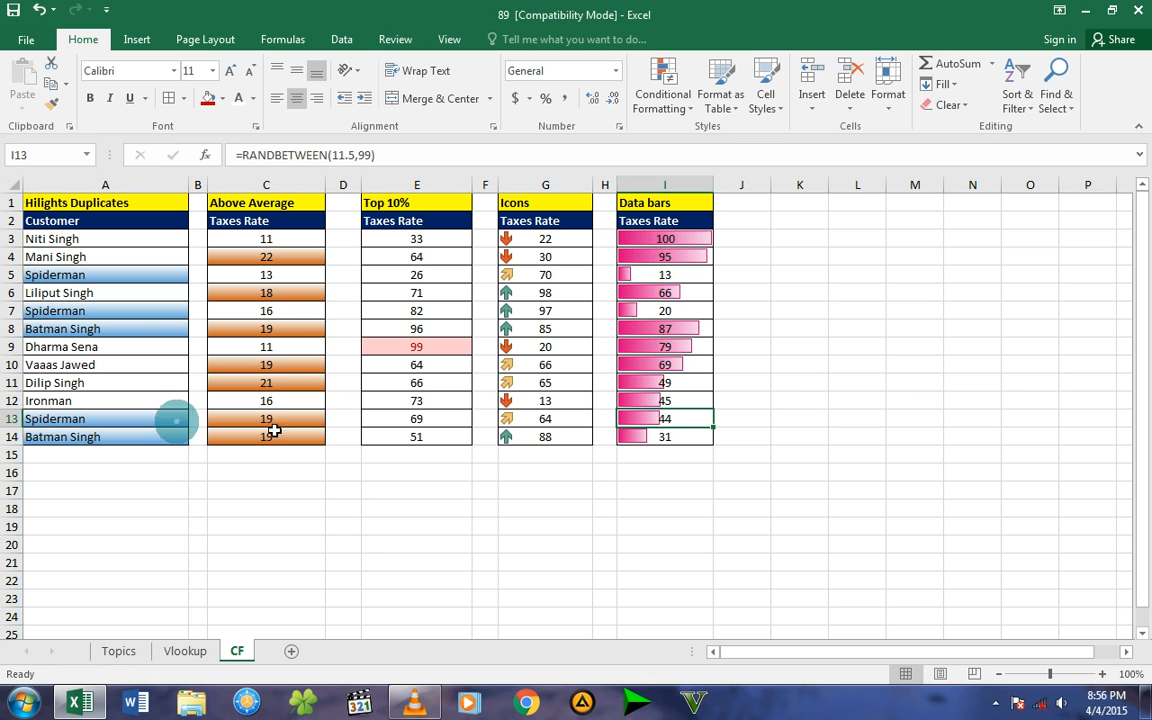 89 [Compatibility Mode] - Excel
File Home Insert Page Layout Formulas Data Review View Tell me what you want to do... Sign in Share
Paste
Calibri 11
B I U
A A A
Wrap Text
Merge & Center
General
$ % ,
Conditional Formatting
Format as Table
Cell Styles
Insert Delete Format
AutoSum
Fill
Clear
Sort & Filter
Find & Select
Clipboard Font Alignment Number Styles Cells Editing
I13 fx =RANDBETWEEN(11.5,99)
A B C D E F G H I J K L M N O P
1 Hilights Duplicates Above Average Top 10% Icons Data bars
2 Customer Taxes Rate Taxes Rate Taxes Rate Taxes Rate
3 Niti Singh 11 33 22 100
4 Mani Singh 22 64 30 95
5 Spiderman 13 26 70 13
6 Liliput Singh 18 71 98 66
7 Spiderman 16 82 97 20
8 Batman Singh 19 96 85 87
9 Dharma Sena 11 99 20 79
10 Vaaas Jawed 19 64 66 69
11 Dilip Singh 21 66 65 49
12 Ironman 16 73 13 45
13 Spiderman 19 69 64 44
14 Batman Singh 19 51 88 31
15
16
17
18
19
20
21
22
23
24
25
Topics Vlookup CF
Ready 100%
321
8:56 PM
4/4/2015